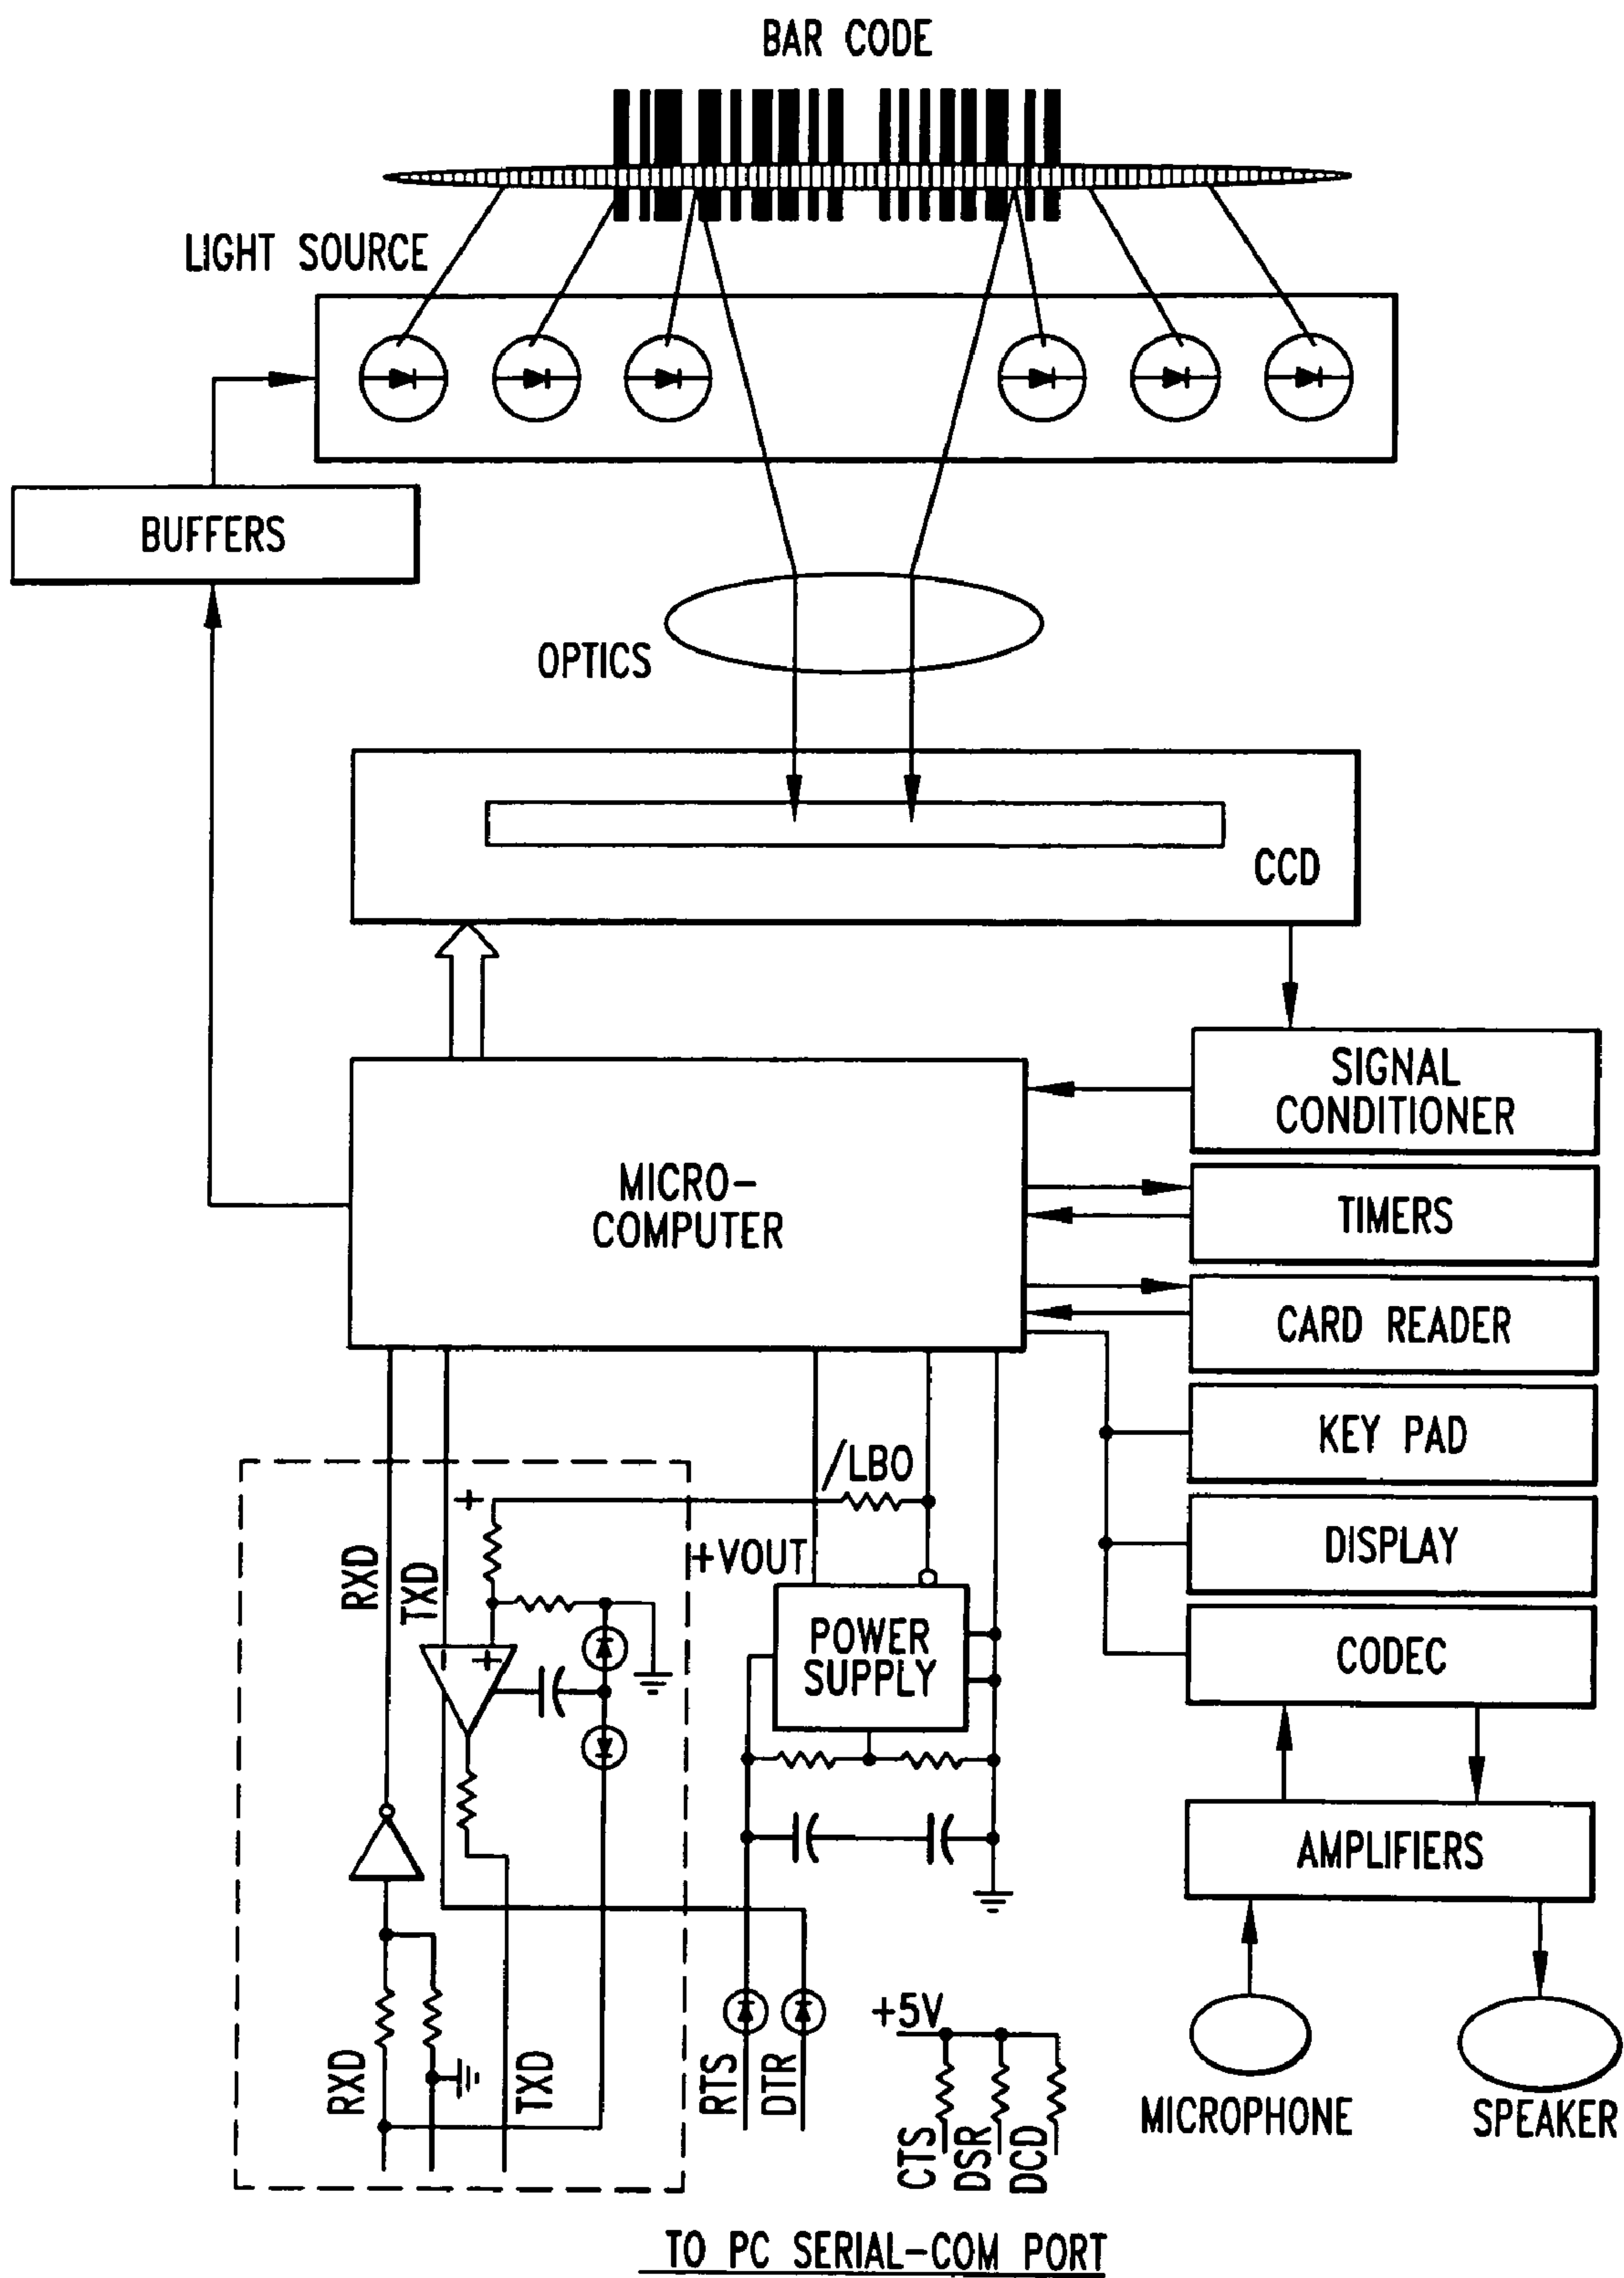 BAR CODE
LIGHT SOURCE
BUFFERS
OPTICS
CCD
SIGNAL
CONDITIONER
MICRO-
COMPUTER
TIMERS
CARD READER
KEY PAD
/LBO
+
RXD
TXD
+VOUT
DISPLAY
- +
POWER
SUPPLY
CODEC
AMPLIFIERS
+5V
RXD
TXD
RTS
DTR
CTS
DSR
DCD
MICROPHONE
SPEAKER
TO PC SERIAL-COM PORT